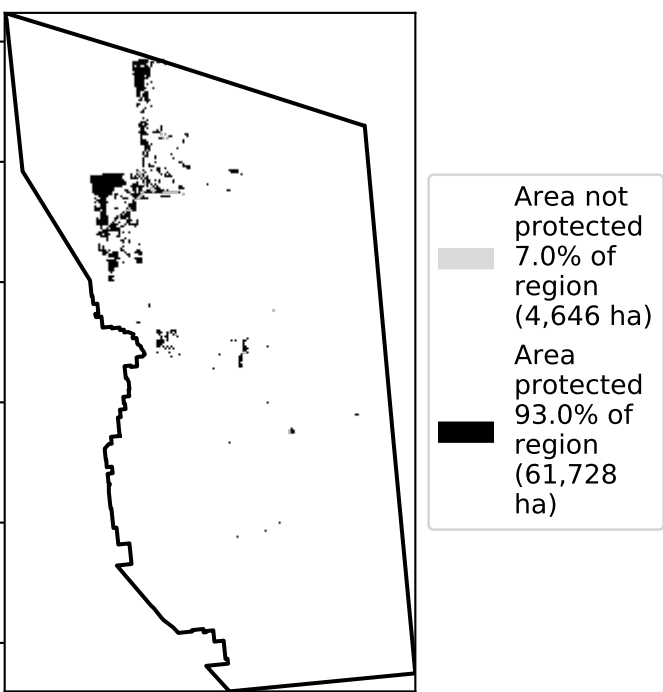 Area not
protected
7.0% of
region
(4,646 ha)
Area
protected
93.0% of
region
(61,728
ha)